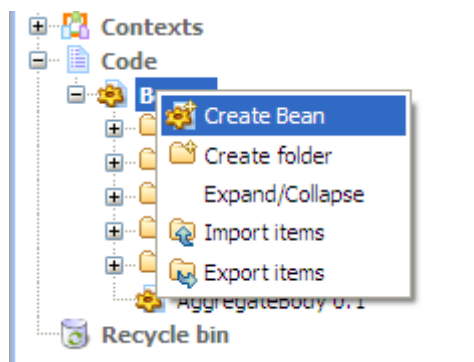 Contexts
Code
B
Create Bean
Create folder
Expand/Collapse
Import items
Export items
AggregateBody 0.1
Recycle bin